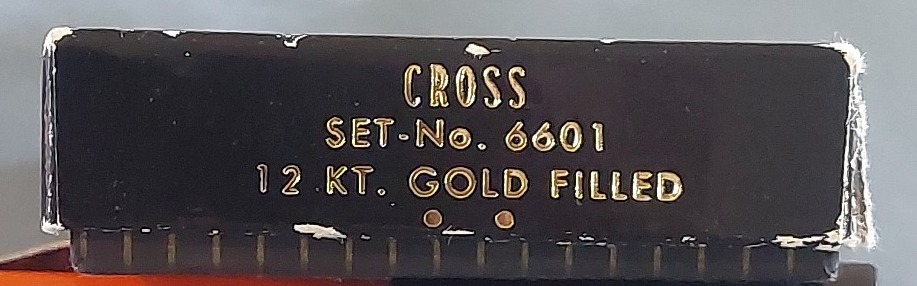 CROSS
SET-No. 6601
12 KT. GOLD FILLED